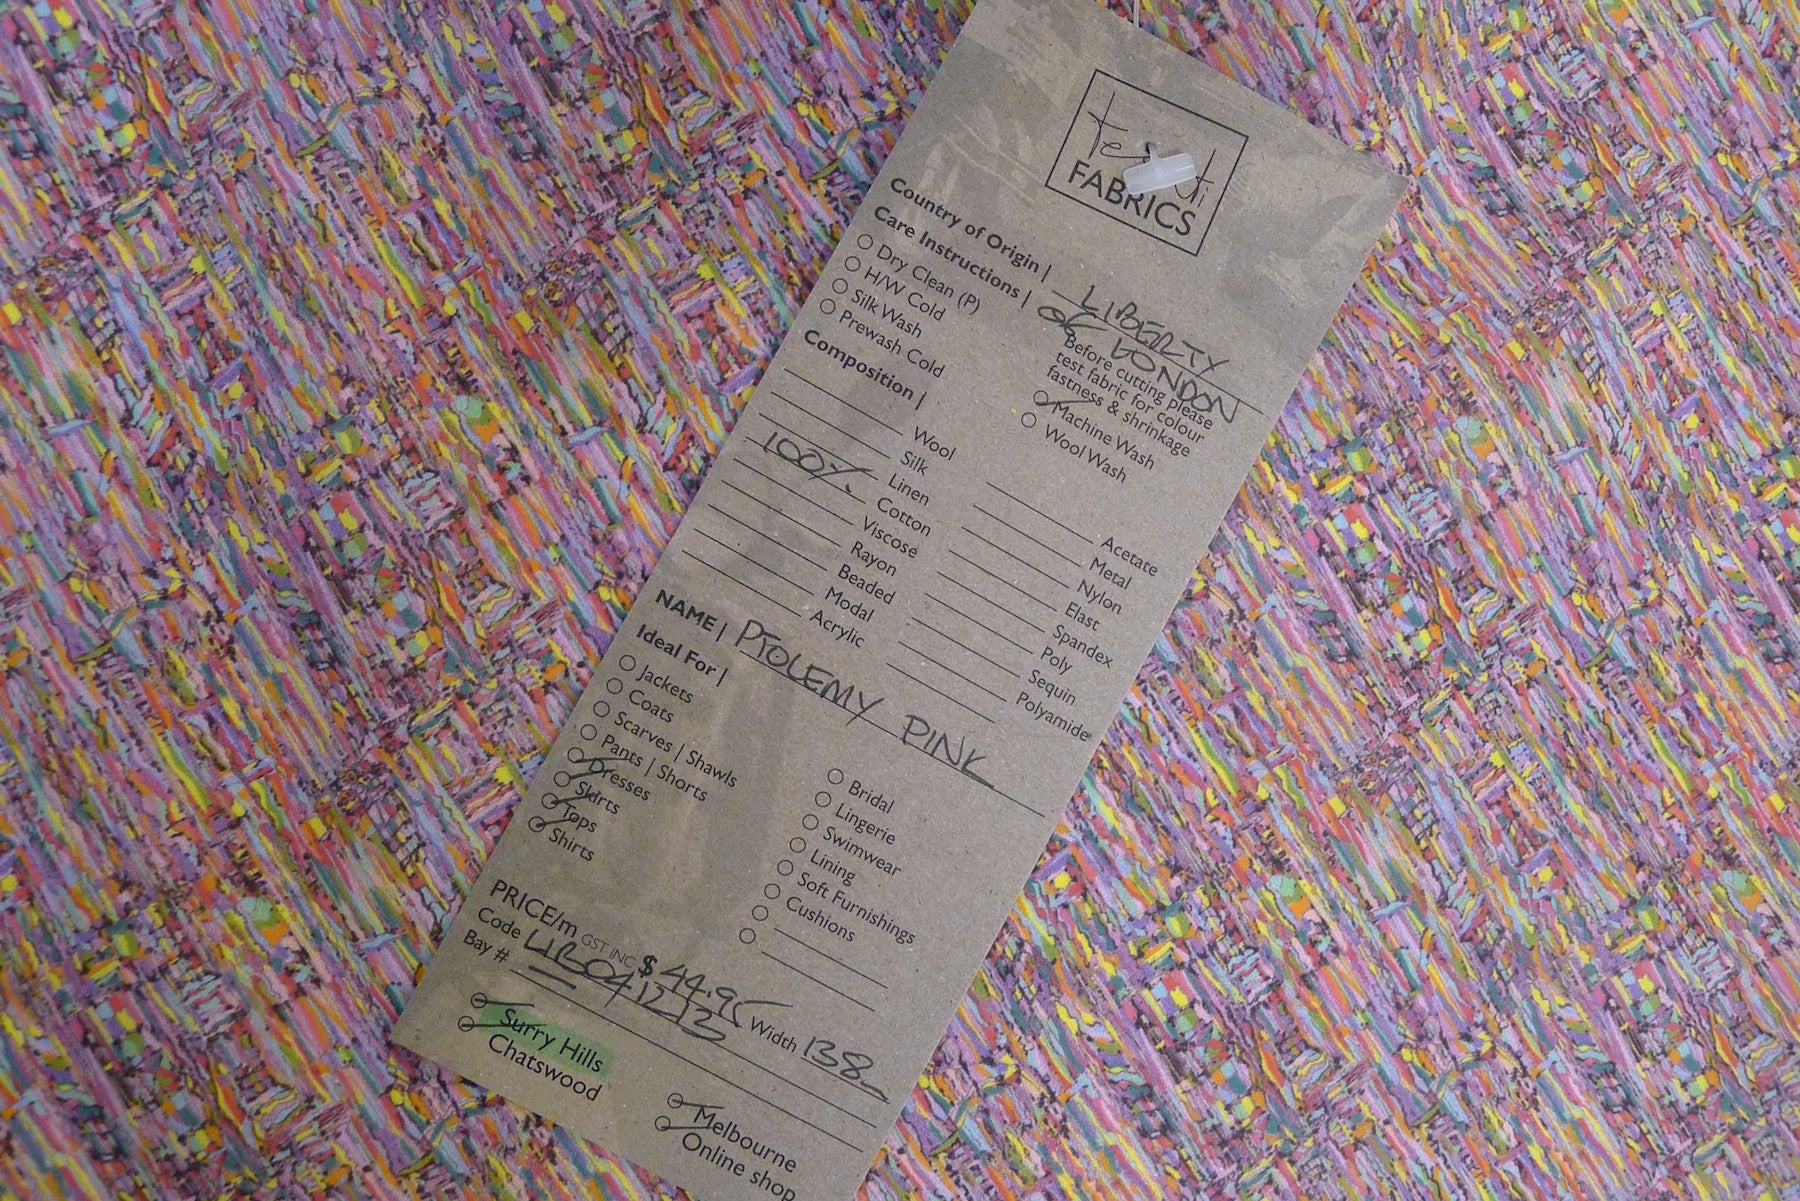 Te ti
FABRICS
Country of Origin | LIBERTY
OF LONDON
Care Instructions |
Dry Clean (P)
H/W Cold
Silk Wash
Prewash Cold
Before cutting please
test fabric for colour
fastness & shrinkage
Machine Wash
Wool Wash
Composition |
Wool
Silk
Linen
100% Cotton
Viscose
Rayon
Beaded
Modal
Acrylic
Acetate
Metal
Nylon
Elast
Spandex
Poly
Sequin
Polyamide
NAME | PTOLEMY PINK
Ideal For |
Jackets
Coats
Scarves | Shawls
Pants | Shorts
Dresses
Skirts
Tops
Shirts
Bridal
Lingerie
Swimwear
Lining
Soft Furnishings
Cushions
PRICE/m GST INC $ 44.95 Width 138
Code LIB041213
Bay #
Surry Hills
Chatswood
Melbourne
Online shop